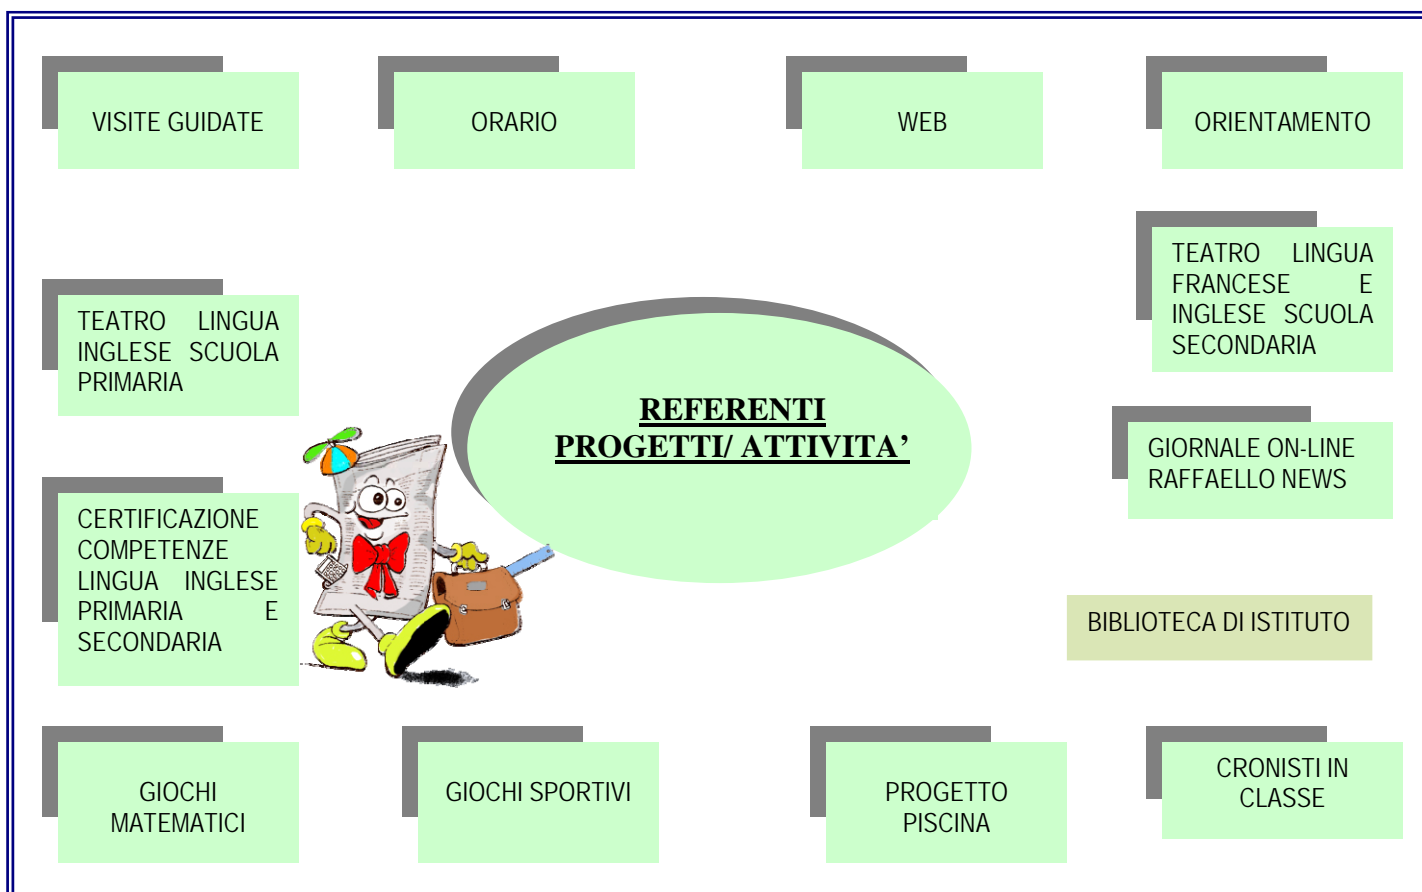 VISITE GUIDATE
ORARIO
WEB
ORIENTAMENTO
TEATRO LINGUA
FRANCESE E
INGLESE SCUOLA
SECONDARIA
TEATRO LINGUA
INGLESE SCUOLA
PRIMARIA
REFERENTI
PROGETTI/ ATTIVITA’
GIORNALE ON-LINE
RAFFAELLO NEWS
CERTIFICAZIONE
COMPETENZE
LINGUA INGLESE
PRIMARIA E
SECONDARIA
BIBLIOTECA DI ISTITUTO
GIOCHI
MATEMATICI
GIOCHI SPORTIVI
PROGETTO
PISCINA
CRONISTI IN
CLASSE